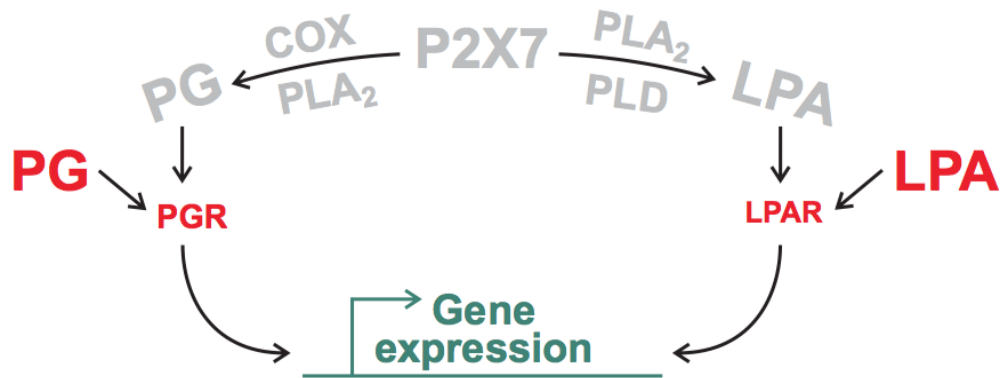 COX P2X7 PLA₂
PG PLA₂ PLD LPA
PG LPA
PGR LPAR
Gene
expression